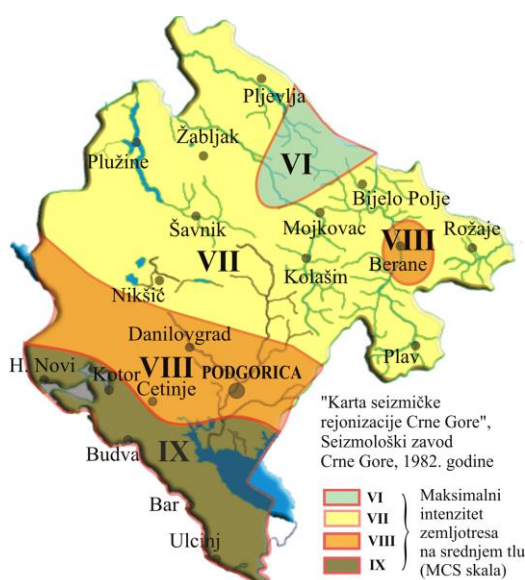 Pljevlja
Žabljak
Plužine
VI
Bijelo Polje
Šavnik
Mojkovac
VIII
Rožaje
VII
Berane
Kolašin
Nikšić
Danilovgrad
Plav
VIII
PODGORICA
H. Novi
Kotor
Cetinje
Budva
IX
Bar
Ulcinj
"Karta seizmičke
rejonizacije Crne Gore",
Seizmološki zavod
Crne Gore, 1982. godine
VI
VII
VIII
IX
Maksimalni
intenzitet
zemljotresa
na srednjem tlu
(MCS skala)